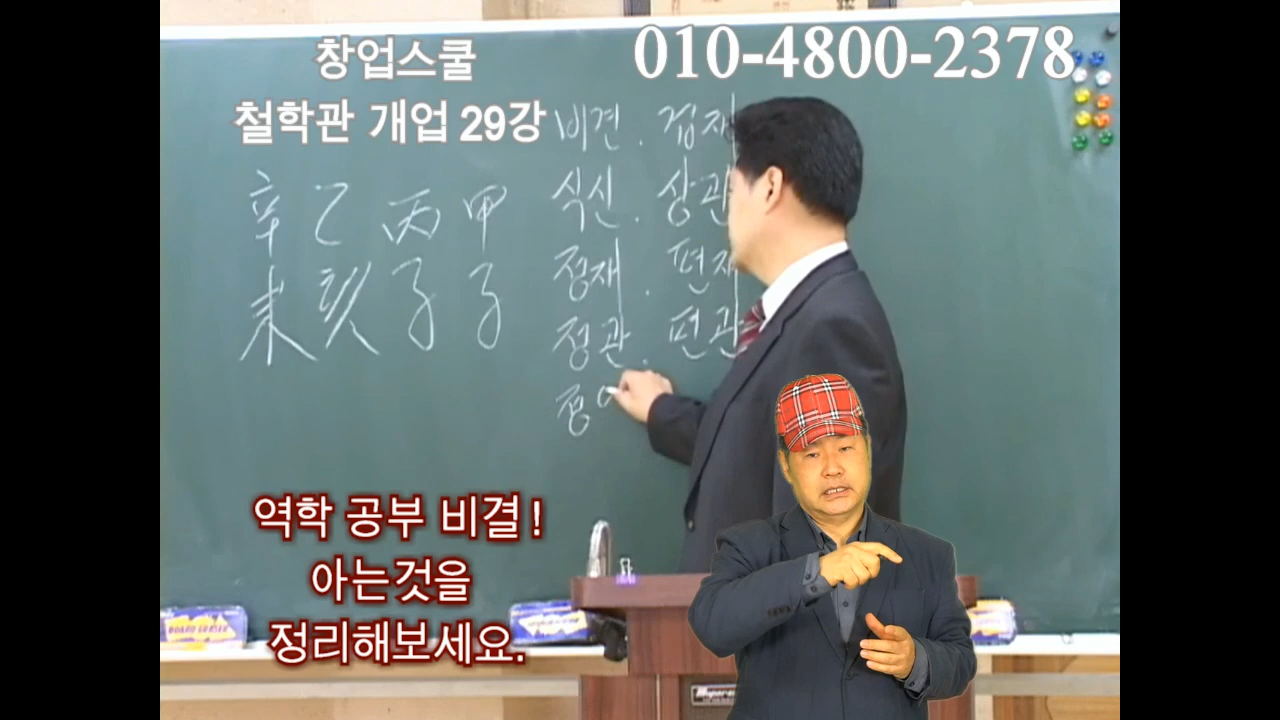 창업스쿨
010-4800-2378
철학관 개업 29강
비견 . 겁재
식신 . 상관
정재 . 편재
정관 . 편관
辛 乙 丙 甲
未 亥 子 子
역학 공부 비결 !
아는것을
정리해보세요.
BOARD ERASER